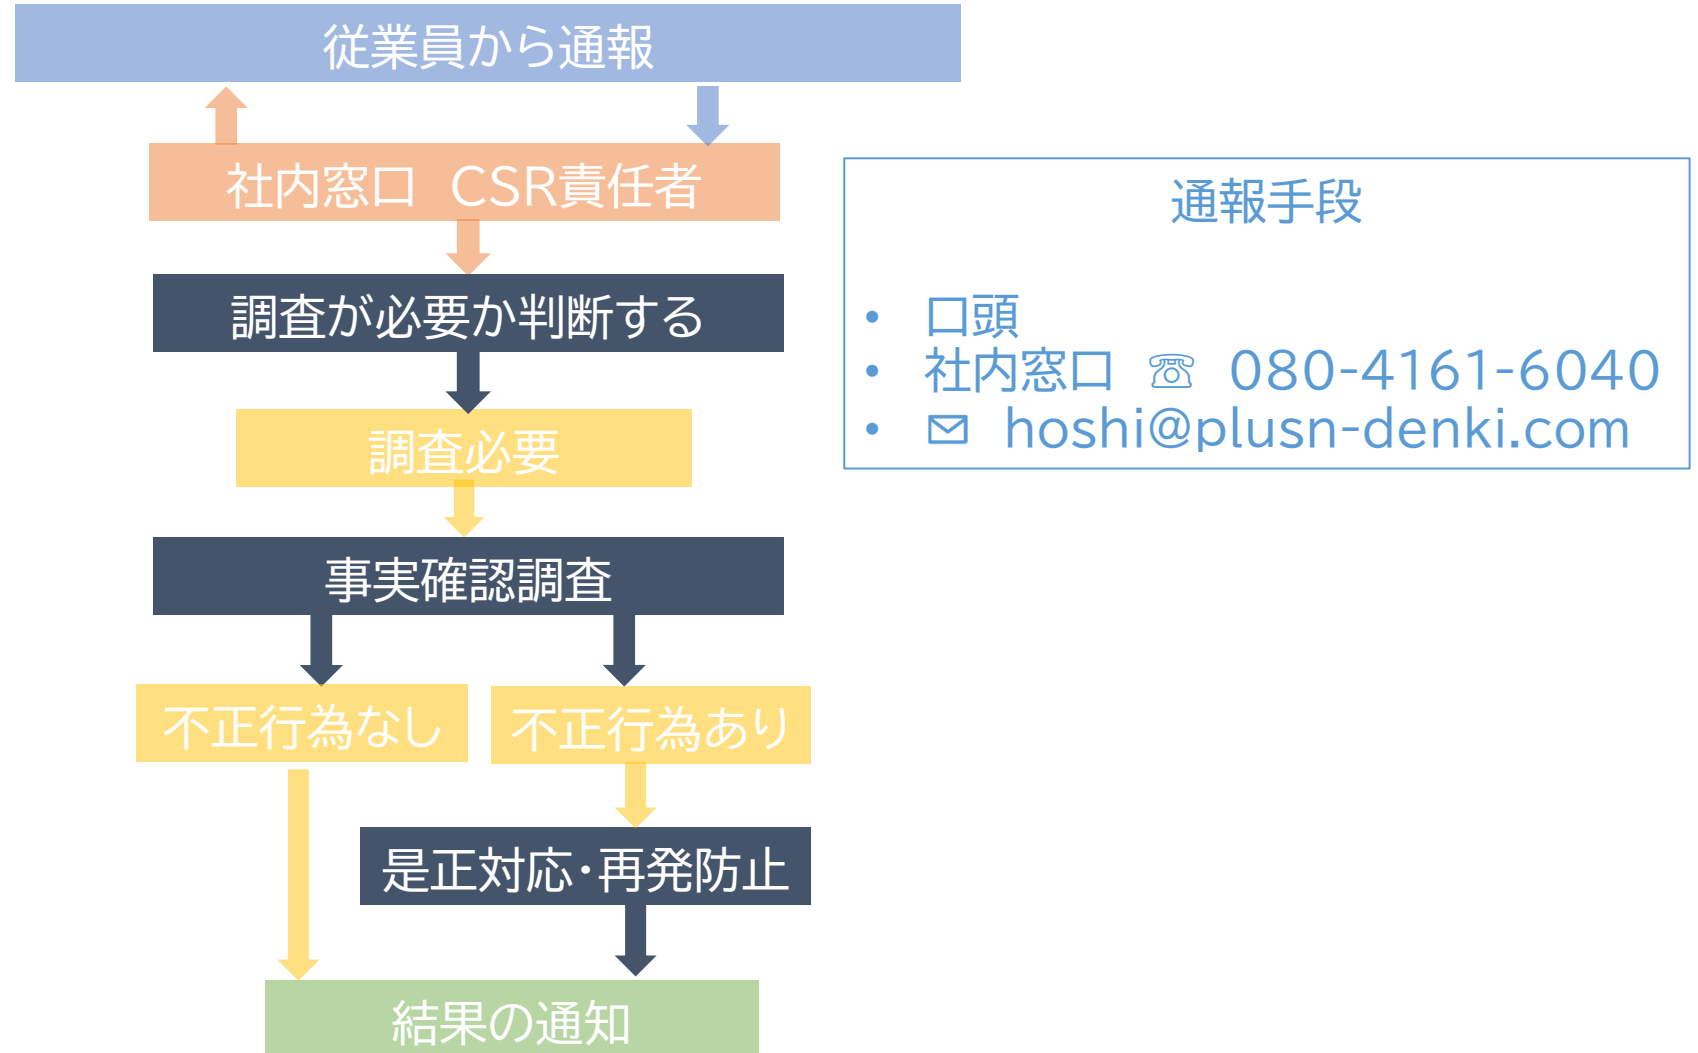 従業員から通報
社内窓口　CSR責任者
調査が必要か判断する
調査必要
事実確認調査
不正行為なし
不正行為あり
是正対応・再発防止
結果の通知
通報手段
• 口頭
• 社内窓口 ☏ 080-4161-6040
• ✉ hoshi@plusn-denki.com